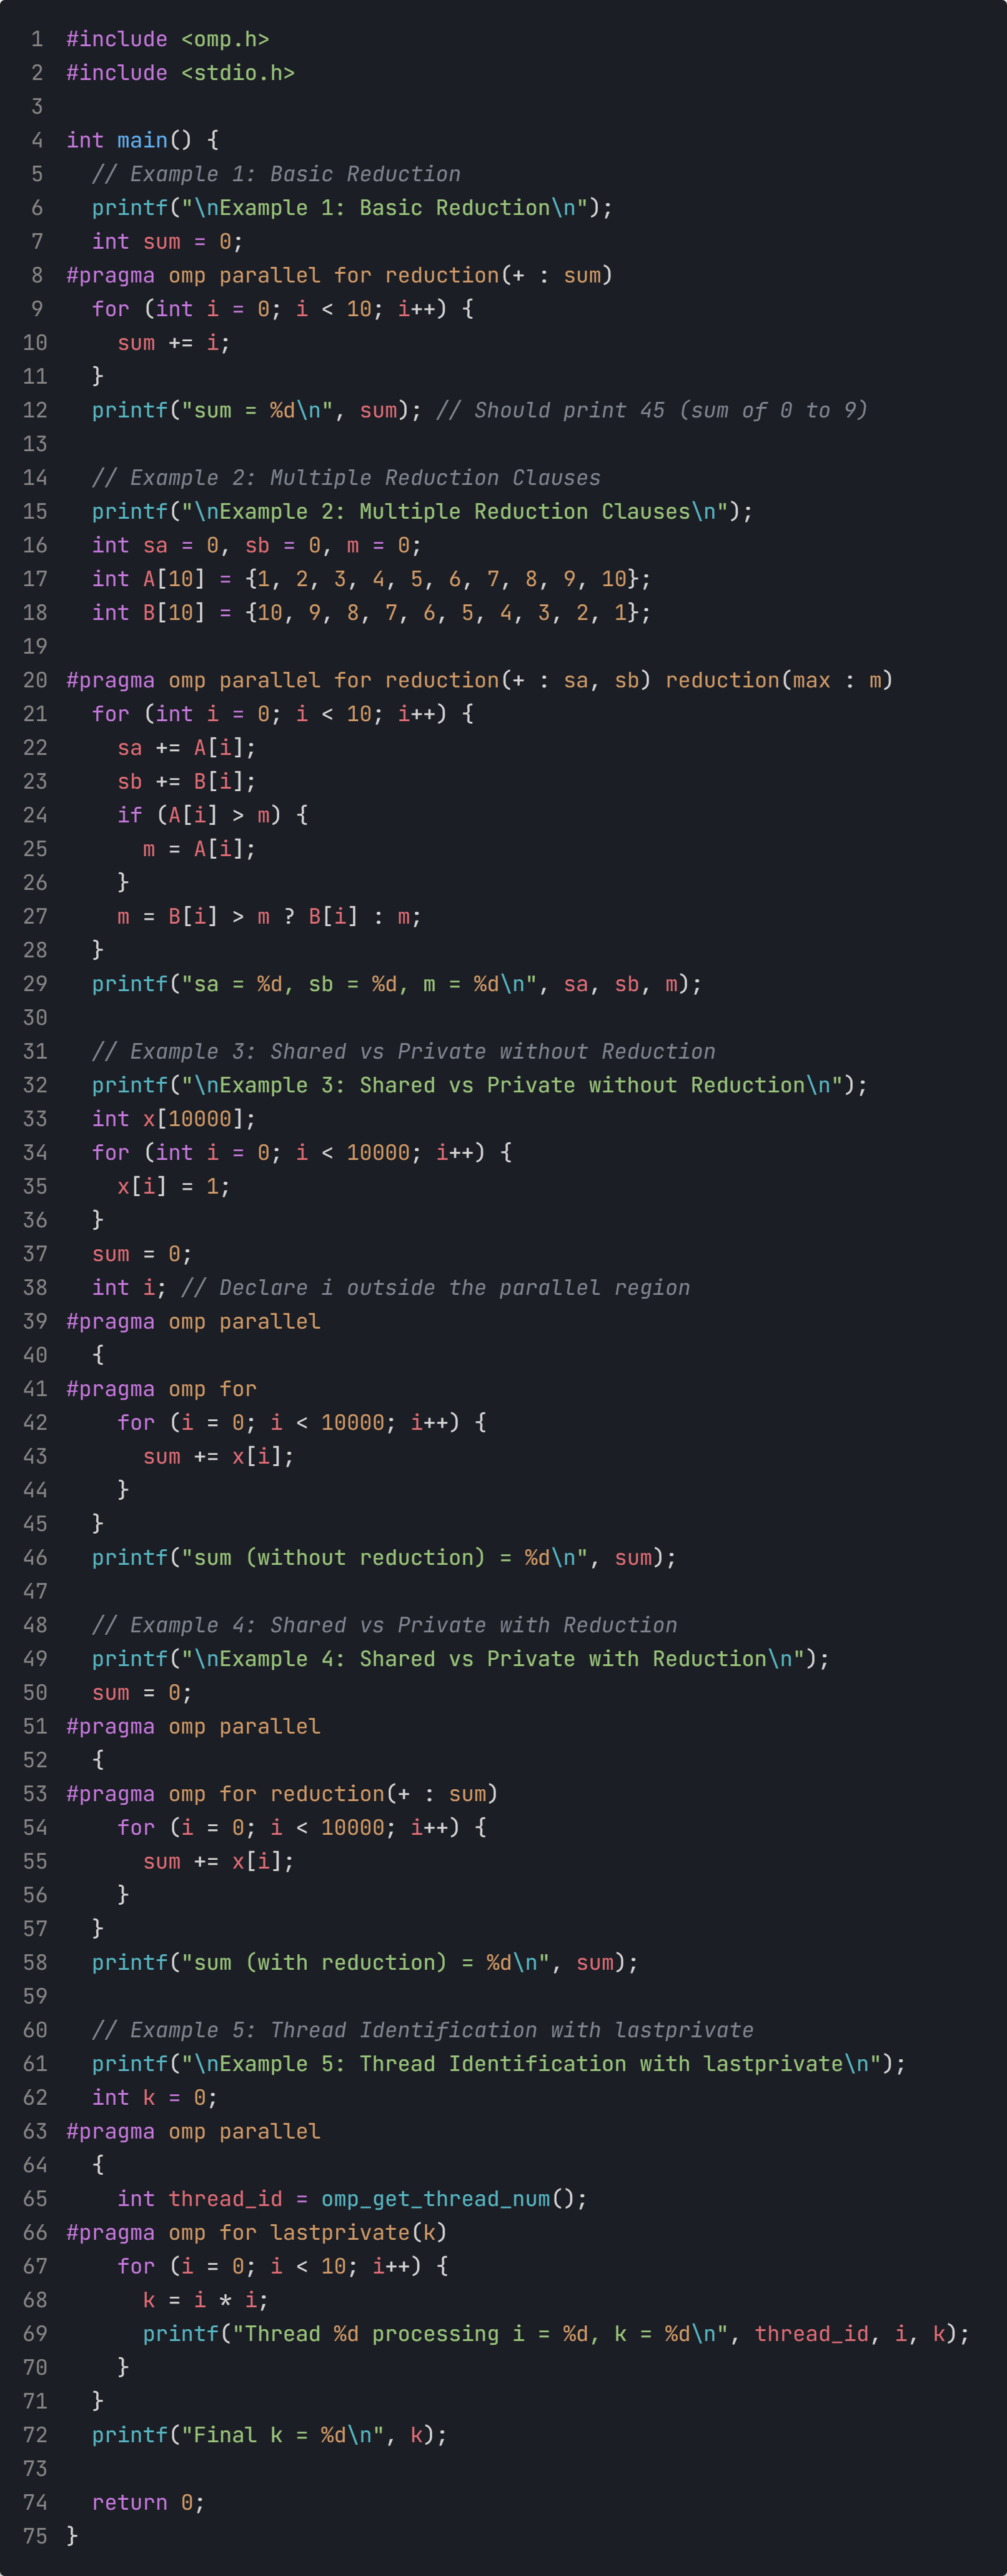 1 #include <omp.h>
2 #include <stdio.h>
3
4 int main() {
5   // Example 1: Basic Reduction
6   printf("\nExample 1: Basic Reduction\n");
7   int sum = 0;
8 #pragma omp parallel for reduction(+ : sum)
9   for (int i = 0; i < 10; i++) {
10     sum += i;
11   }
12   printf("sum = %d\n", sum); // Should print 45 (sum of 0 to 9)
13
14   // Example 2: Multiple Reduction Clauses
15   printf("\nExample 2: Multiple Reduction Clauses\n");
16   int sa = 0, sb = 0, m = 0;
17   int A[10] = {1, 2, 3, 4, 5, 6, 7, 8, 9, 10};
18   int B[10] = {10, 9, 8, 7, 6, 5, 4, 3, 2, 1};
19
20 #pragma omp parallel for reduction(+ : sa, sb) reduction(max : m)
21   for (int i = 0; i < 10; i++) {
22     sa += A[i];
23     sb += B[i];
24     if (A[i] > m) {
25       m = A[i];
26     }
27     m = B[i] > m ? B[i] : m;
28   }
29   printf("sa = %d, sb = %d, m = %d\n", sa, sb, m);
30
31   // Example 3: Shared vs Private without Reduction
32   printf("\nExample 3: Shared vs Private without Reduction\n");
33   int x[10000];
34   for (int i = 0; i < 10000; i++) {
35     x[i] = 1;
36   }
37   sum = 0;
38   int i; // Declare i outside the parallel region
39 #pragma omp parallel
40   {
41 #pragma omp for
42     for (i = 0; i < 10000; i++) {
43       sum += x[i];
44     }
45   }
46   printf("sum (without reduction) = %d\n", sum);
47
48   // Example 4: Shared vs Private with Reduction
49   printf("\nExample 4: Shared vs Private with Reduction\n");
50   sum = 0;
51 #pragma omp parallel
52   {
53 #pragma omp for reduction(+ : sum)
54     for (i = 0; i < 10000; i++) {
55       sum += x[i];
56     }
57   }
58   printf("sum (with reduction) = %d\n", sum);
59
60   // Example 5: Thread Identification with lastprivate
61   printf("\nExample 5: Thread Identification with lastprivate\n");
62   int k = 0;
63 #pragma omp parallel
64   {
65     int thread_id = omp_get_thread_num();
66 #pragma omp for lastprivate(k)
67     for (i = 0; i < 10; i++) {
68       k = i * i;
69       printf("Thread %d processing i = %d, k = %d\n", thread_id, i, k);
70     }
71   }
72   printf("Final k = %d\n", k);
73
74   return 0;
75 }